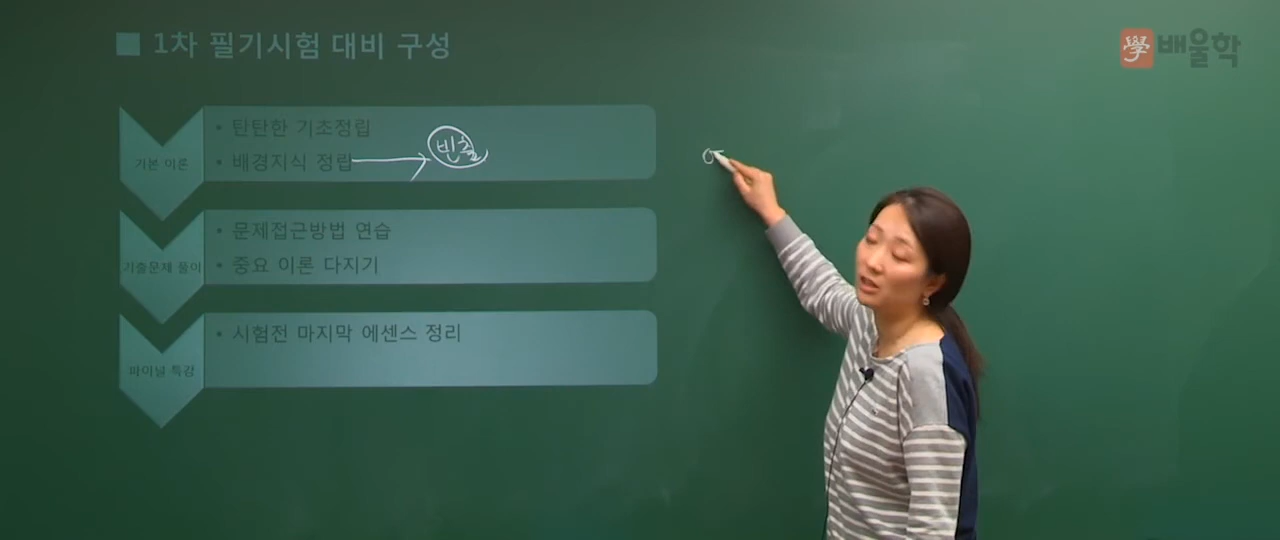 ■ 1차 필기시험 대비 구성
學 배울학
기본 이론
• 탄탄한 기초정립
• 배경지식 정립
빈출
기출문제 풀이
• 문제접근방법 연습
• 중요 이론 다지기
파이널 특강
• 시험전 마지막 에센스 정리